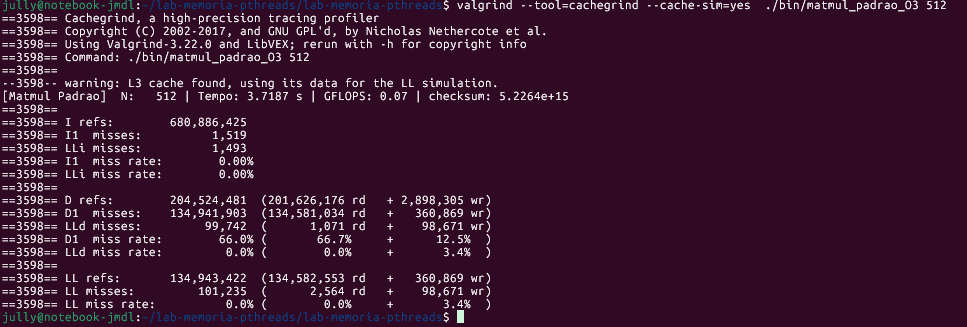 jully@notebook-jmdl:~/lab-memoria-pthreads/lab-memoria-pthreads$ valgrind --tool=cachegrind --cache-sim=yes  ./bin/matmul_padrao_O3 512
==3598== Cachegrind, a high-precision tracing profiler
==3598== Copyright (C) 2002-2017, and GNU GPL'd, by Nicholas Nethercote et al.
==3598== Using Valgrind-3.22.0 and LibVEX; rerun with -h for copyright info
==3598== Command: ./bin/matmul_padrao_O3 512
==3598==
--3598-- warning: L3 cache found, using its data for the LL simulation.
[Matmul Padrao]  N:   512 | Tempo: 3.7187 s | GFLOPS: 0.07 | checksum: 5.2264e+15
==3598==
==3598== I refs:        680,886,425
==3598== I1  misses:          1,519
==3598== LLi misses:          1,493
==3598== I1  miss rate:        0.00%
==3598== LLi miss rate:        0.00%
==3598==
==3598== D refs:        204,524,481  (201,626,176 rd   + 2,898,305 wr)
==3598== D1  misses:    134,941,903  (134,581,034 rd   +   360,869 wr)
==3598== LLd misses:         99,742  (      1,071 rd   +    98,671 wr)
==3598== D1  miss rate:        66.0% (       66.7%     +      12.5%  )
==3598== LLd miss rate:         0.0% (        0.0%     +       3.4%  )
==3598==
==3598== LL refs:       134,943,422  (134,582,553 rd   +   360,869 wr)
==3598== LL misses:         101,235  (      2,564 rd   +    98,671 wr)
==3598== LL miss rate:          0.0% (        0.0%     +       3.4%  )
jully@notebook-jmdl:~/lab-memoria-pthreads/lab-memoria-pthreads$